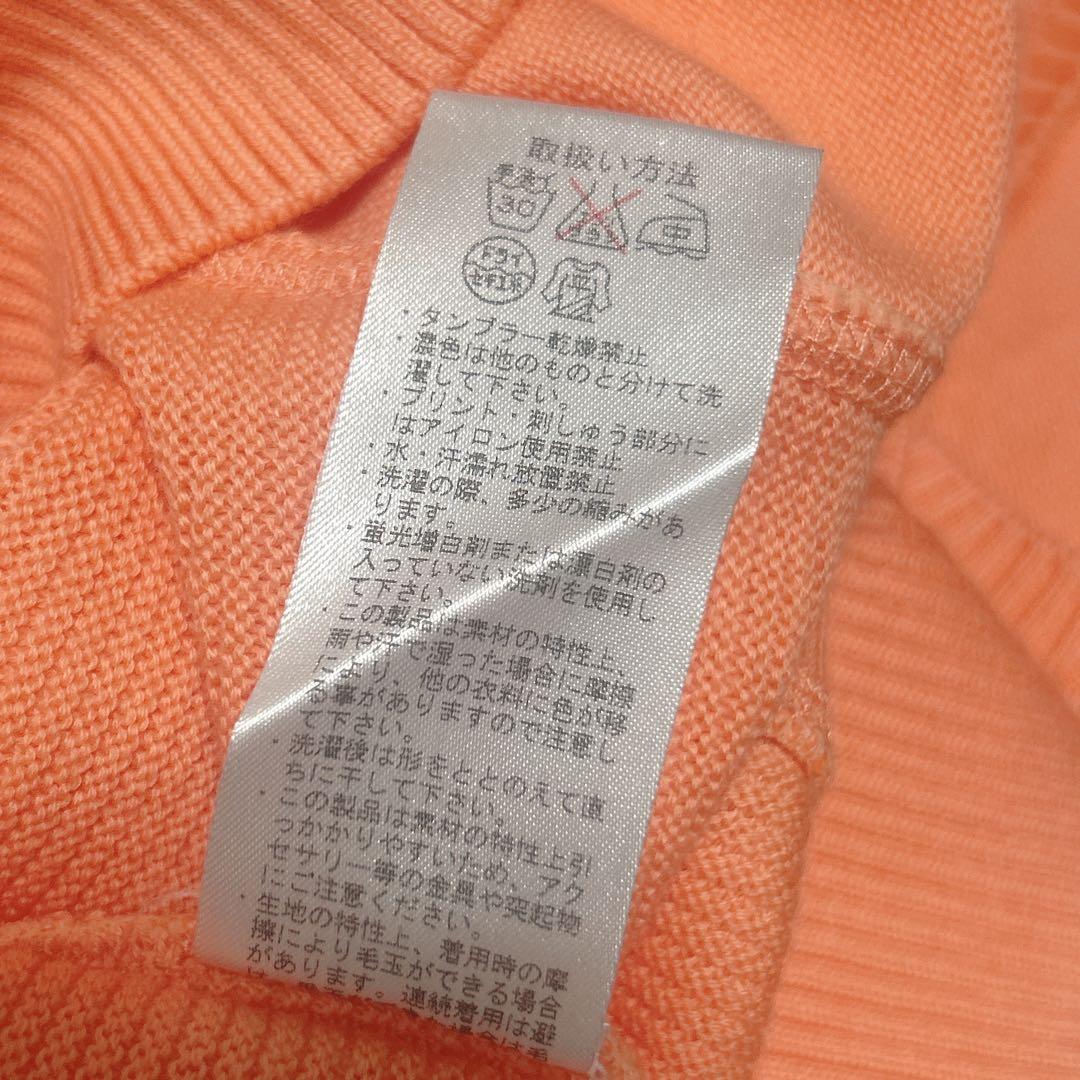 取扱い方法
手洗イ
30
中
ドライ
セキユ系
・タンブラー乾燥禁止
・濃色は他のものと分けて洗
濯して下さい。
・プリント・刺しゅう部分に
はアイロン使用禁止
・水・汗濡れ放置禁止
・洗濯の際、多少の縮みがあ
ります。
・蛍光増白剤または漂白剤の
入っていない洗剤を使用し
て下さい。
・この製品は素材の特性上、
雨や汗で湿った場合に摩擦
により、他の衣料に色が移
る事がありますので注意し
て下さい。
・洗濯後は形をととのえて直
ちに干して下さい。
・この製品は素材の特性上引
っかかりやすいため、アク
セサリー等の金具や突起物
にご注意ください。
・生地の特性上、着用時の摩
擦により毛玉ができる場合
があります。連続着用は避